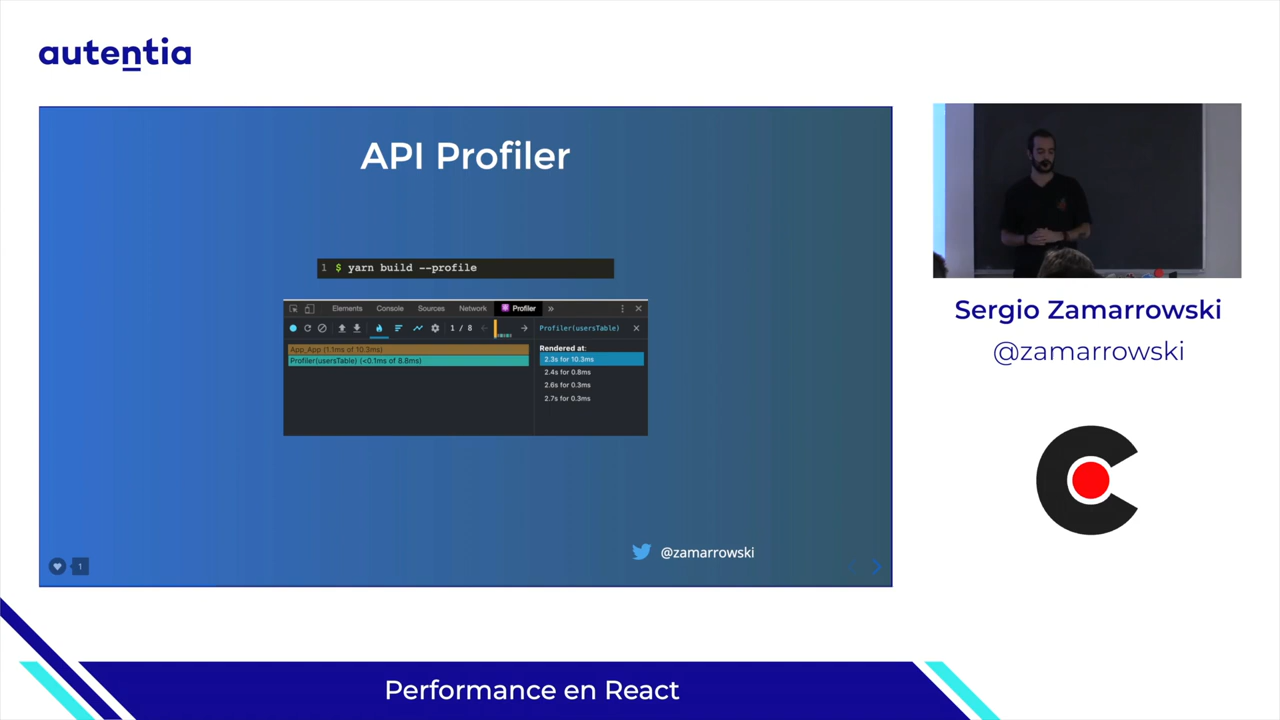 autentia
API Profiler
1 $ yarn build --profile
Elements Console Sources Network Profiler »
1 / 8 Profiler(usersTable)
App_App (1.1ms of 10.3ms)
Profiler(usersTable) (<0.1ms of 8.8ms)
Rendered at:
2.3s for 10.3ms
2.4s for 0.8ms
2.6s for 0.3ms
2.7s for 0.3ms
@zamarrowski
1
Sergio Zamarrowski
@zamarrowski
Performance en React